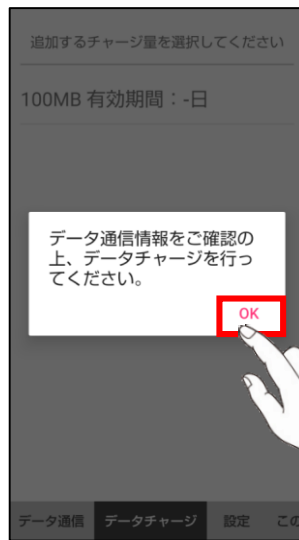 追加するチャージ量を選択してください
100MB 有効期間：-日
データ通信情報をご確認の
上、データチャージを行っ
てください。
OK
データ通信 データチャージ 設定 この